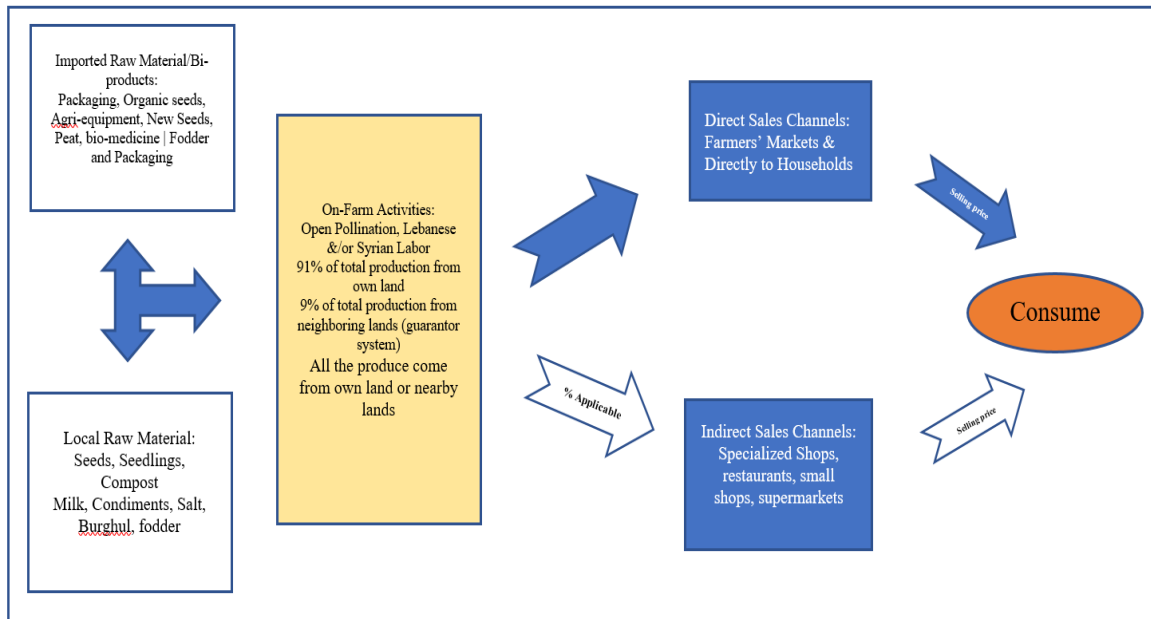 Imported Raw Material/Bi-
products:
Packaging, Organic seeds,
Agri-equipment, New Seeds,
Peat, bio-medicine | Fodder
and Packaging
Local Raw Material:
Seeds, Seedlings,
Compost
Milk, Condiments, Salt,
Burghul, fodder
On-Farm Activities:
Open Pollination, Lebanese
&/or Syrian Labor
91% of total production from
own land
9% of total production from
neighboring lands (guarantor
system)
All the produce come
from own land or nearby
lands
% Applicable
Direct Sales Channels:
Farmers’ Markets &
Directly to Households
Indirect Sales Channels:
Specialized Shops,
restaurants, small
shops, supermarkets
Selling price
Selling price
Consume